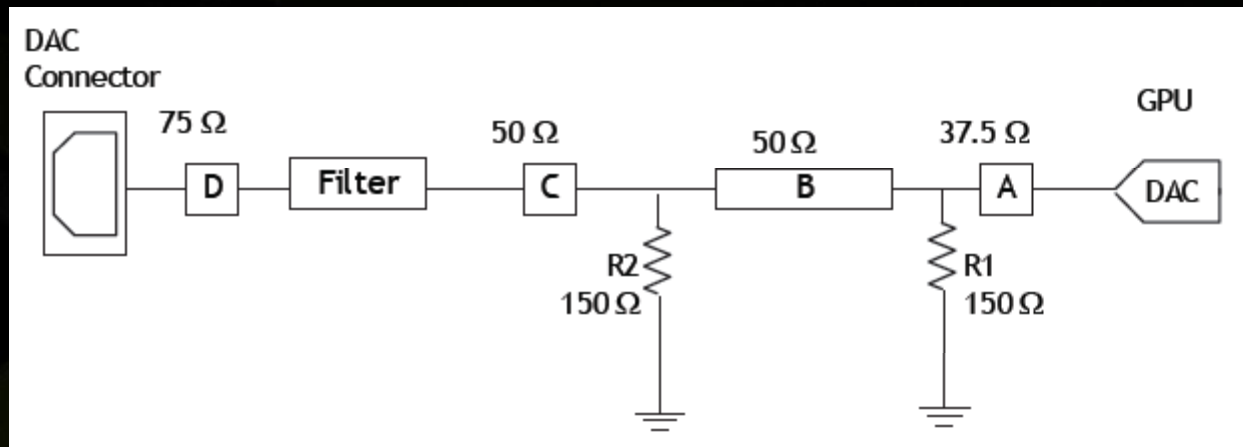 DAC
Connector
75 Ω
D
Filter
50 Ω
C
R2
150 Ω
50 Ω
B
37.5 Ω
A
R1
150 Ω
GPU
DAC